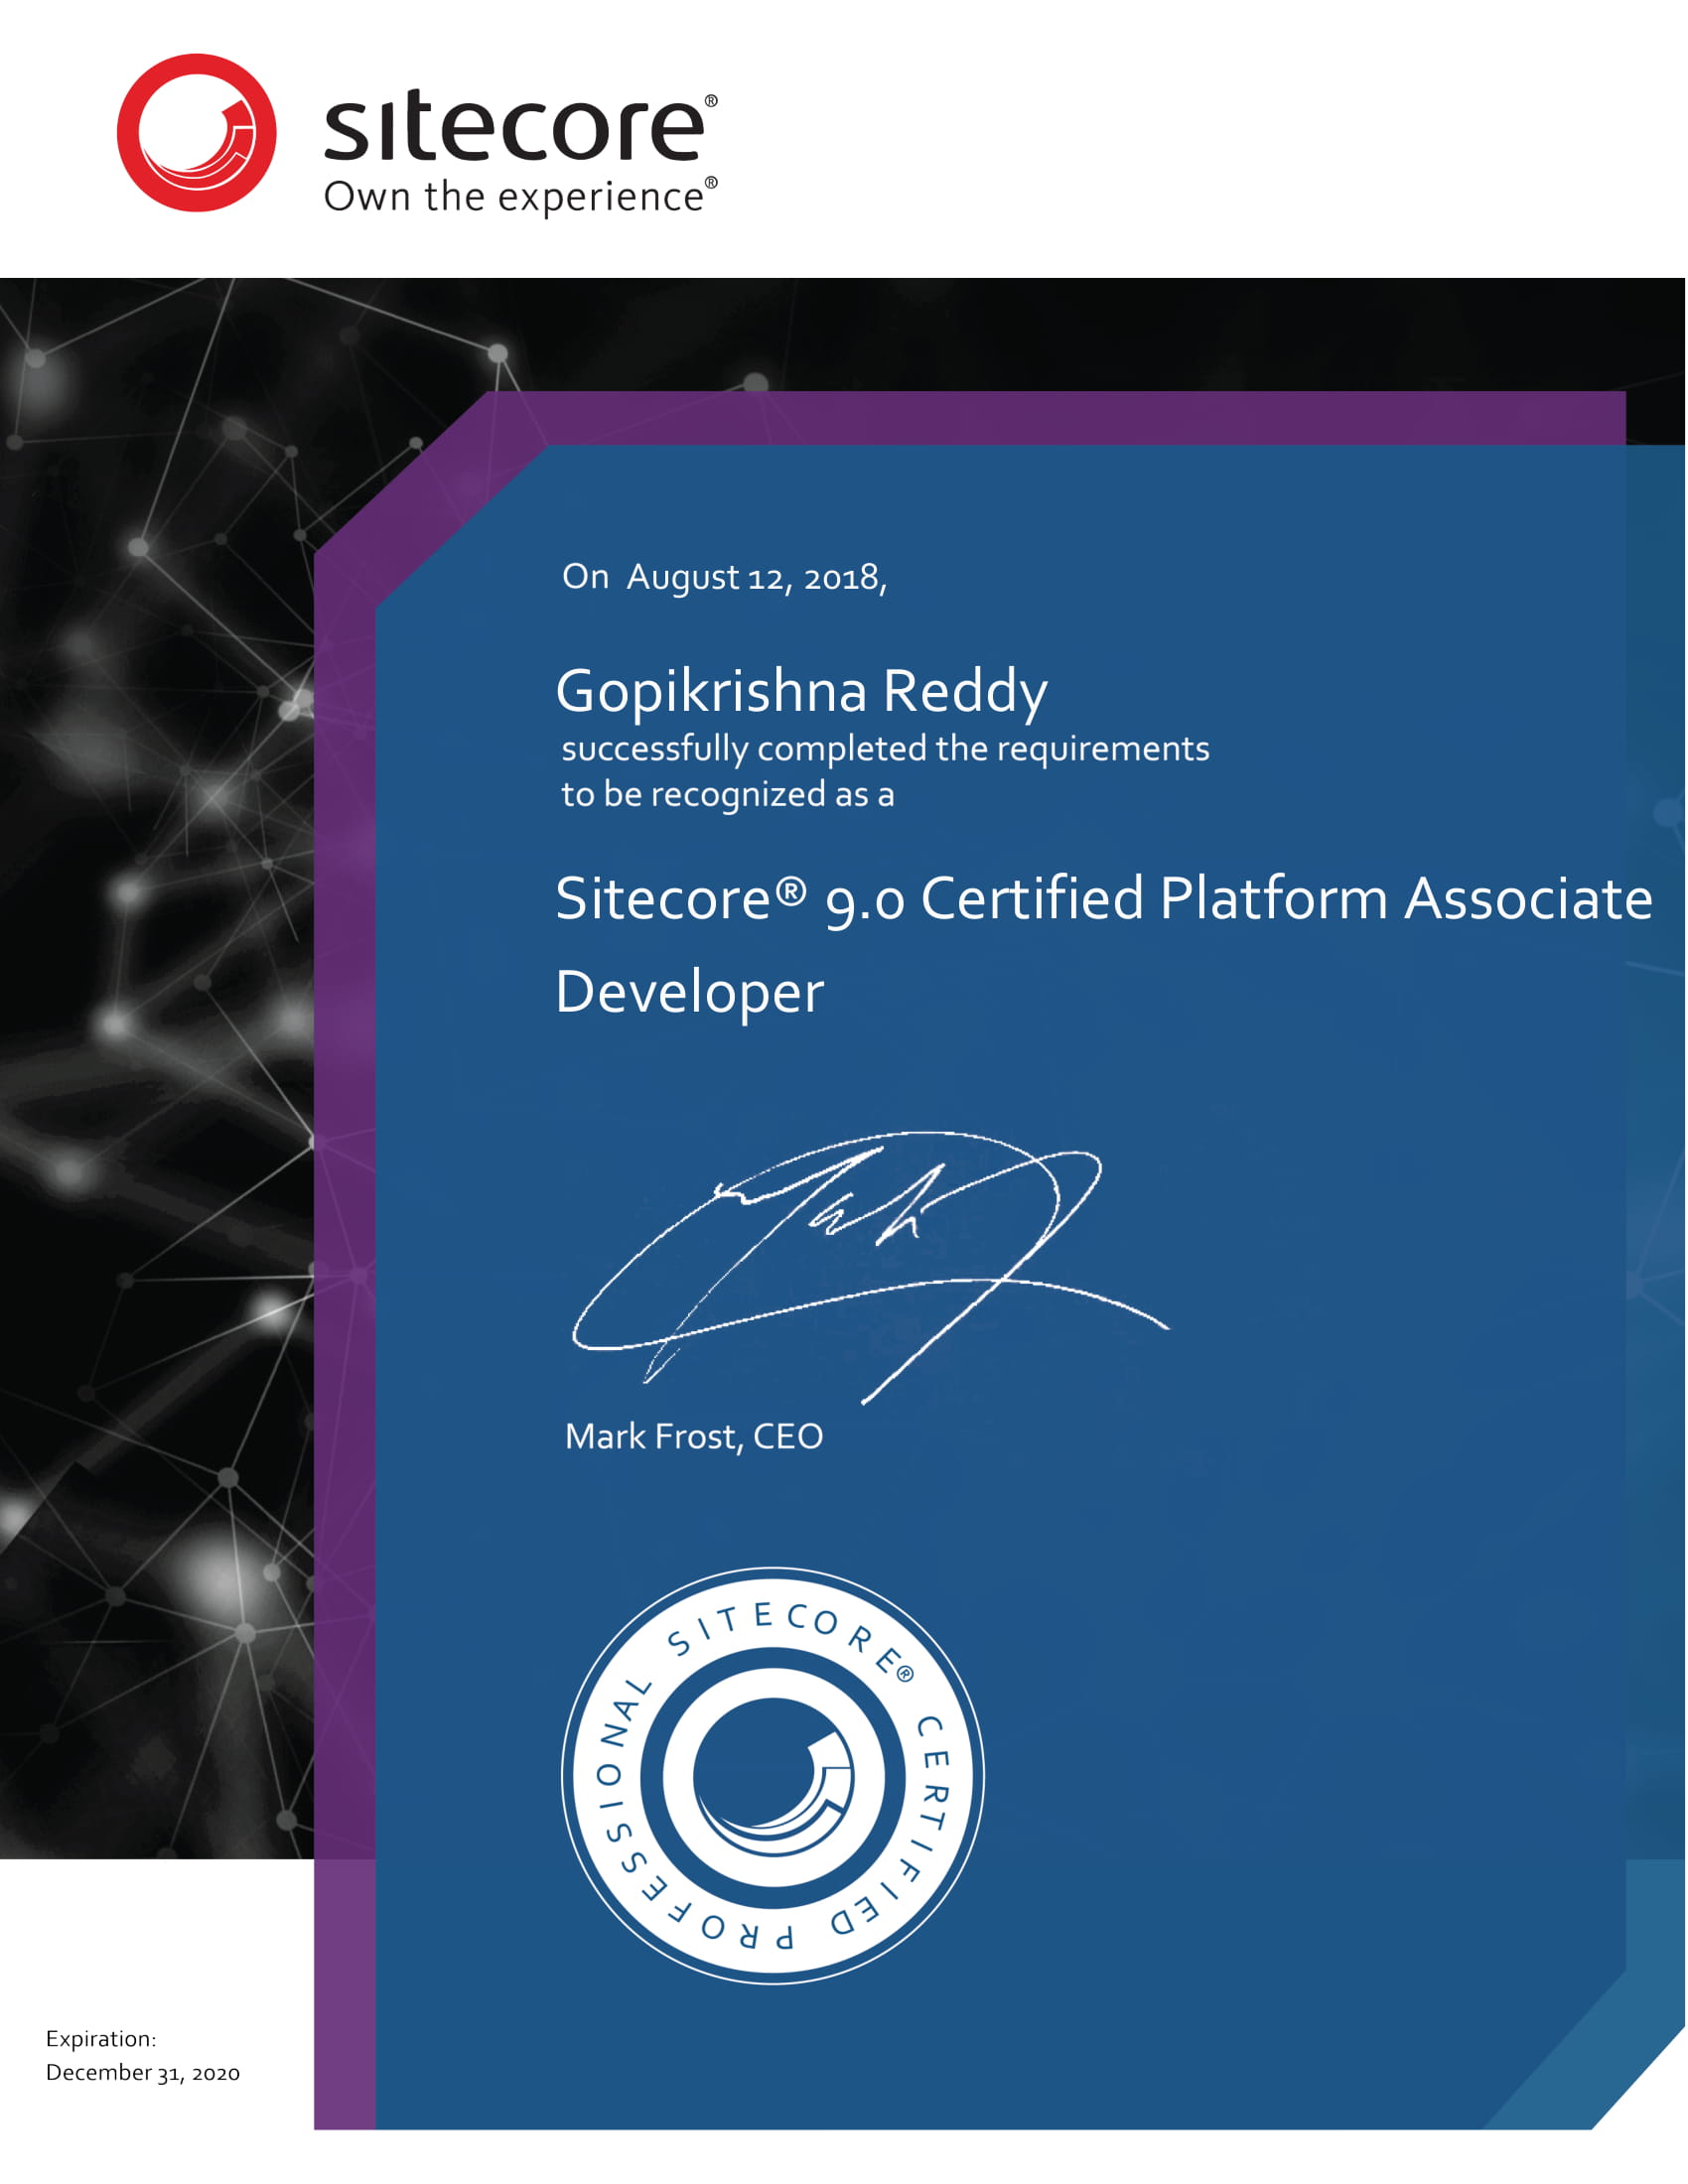 sitecore®
Own the experience®
On August 12, 2018,
Gopikrishna Reddy
successfully completed the requirements
to be recognized as a
Sitecore® 9.0 Certified Platform Associate
Developer
Mark Frost, CEO
SITECORE® CERTIFIED PROFESSIONAL
Expiration:
December 31, 2020